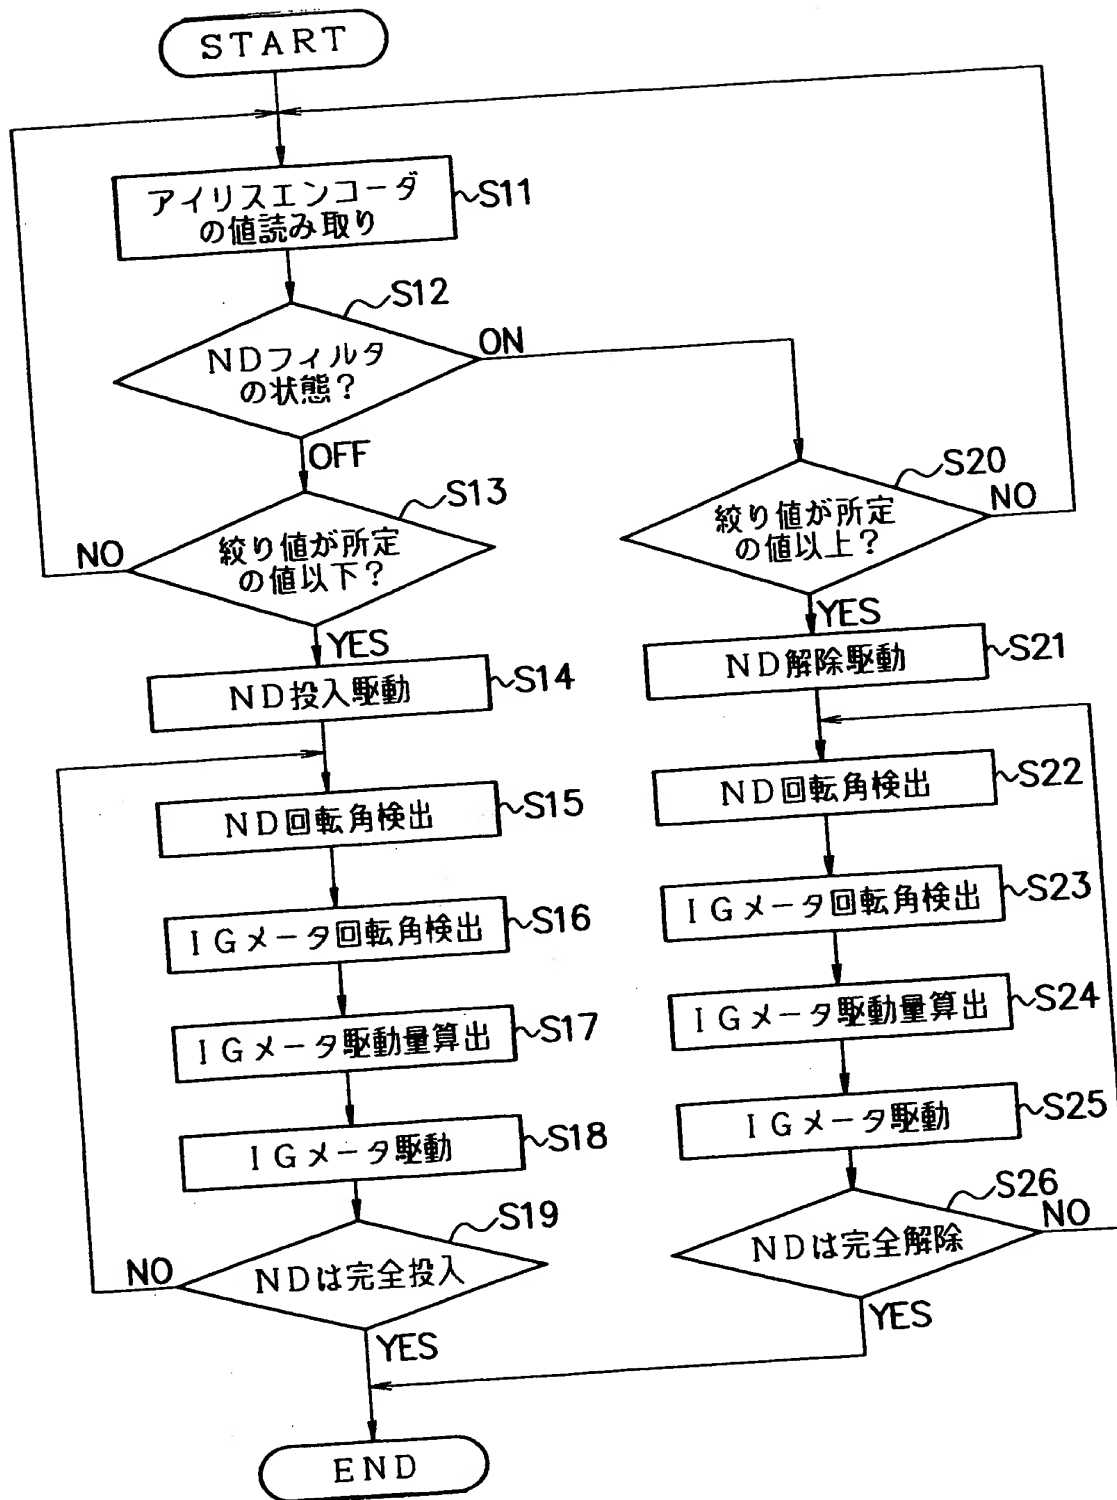 START
アイリスエンコーダ
の値読み取り
S11
S12
NDフィルタ
の状態?
ON
OFF
S13
絞り値が所定
の値以下?
NO
YES
ND投入駆動
S14
ND回転角検出
S15
IGメータ回転角検出
S16
IGメータ駆動量算出
S17
IGメータ駆動
S18
S19
NDは完全投入
NO
YES
S20
絞り値が所定
の値以上?
NO
YES
ND解除駆動
S21
ND回転角検出
S22
IGメータ回転角検出
S23
IGメータ駆動量算出
S24
IGメータ駆動
S25
S26
NDは完全解除
NO
YES
END